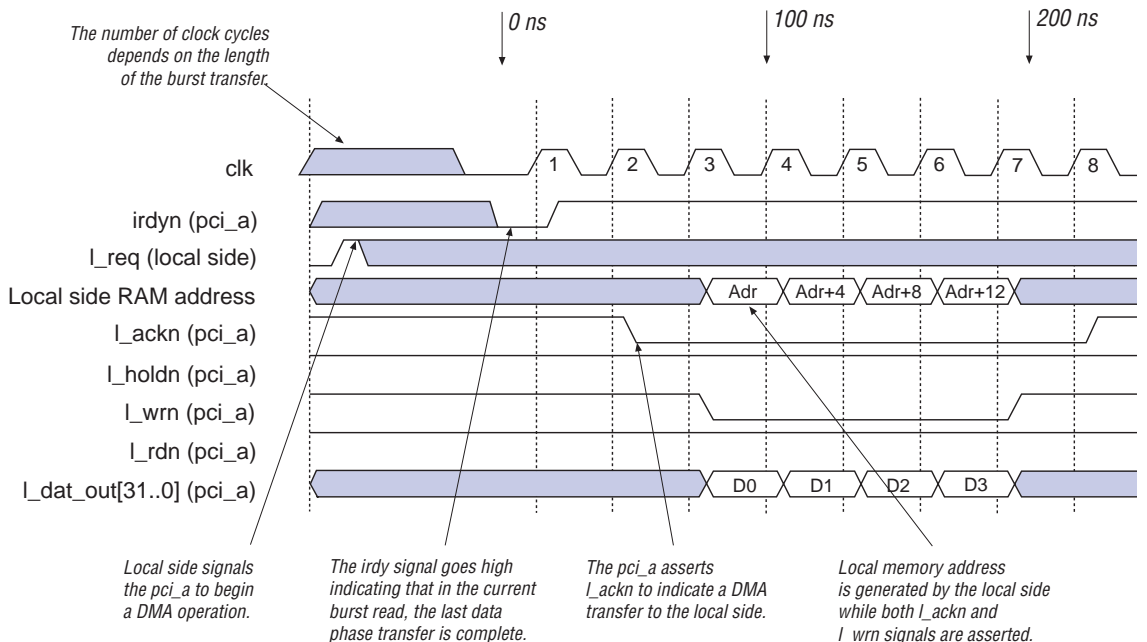 0 ns
100 ns
200 ns
The number of clock cycles
depends on the length
of the burst transfer.
clk
1 2 3 4 5 6 7 8
irdyn (pci_a)
l_req (local side)
Local side RAM address
Adr Adr+4 Adr+8 Adr+12
l_ackn (pci_a)
l_holdn (pci_a)
l_wrn (pci_a)
l_rdn (pci_a)
l_dat_out[31..0] (pci_a)
D0 D1 D2 D3
Local side signals
the pci_a to begin
a DMA operation.
The irdy signal goes high
indicating that in the current
burst read, the last data
phase transfer is complete.
The pci_a asserts
l_ackn to indicate a DMA
transfer to the local side.
Local memory address
is generated by the local side
while both l_ackn and
l_wrn signals are asserted.